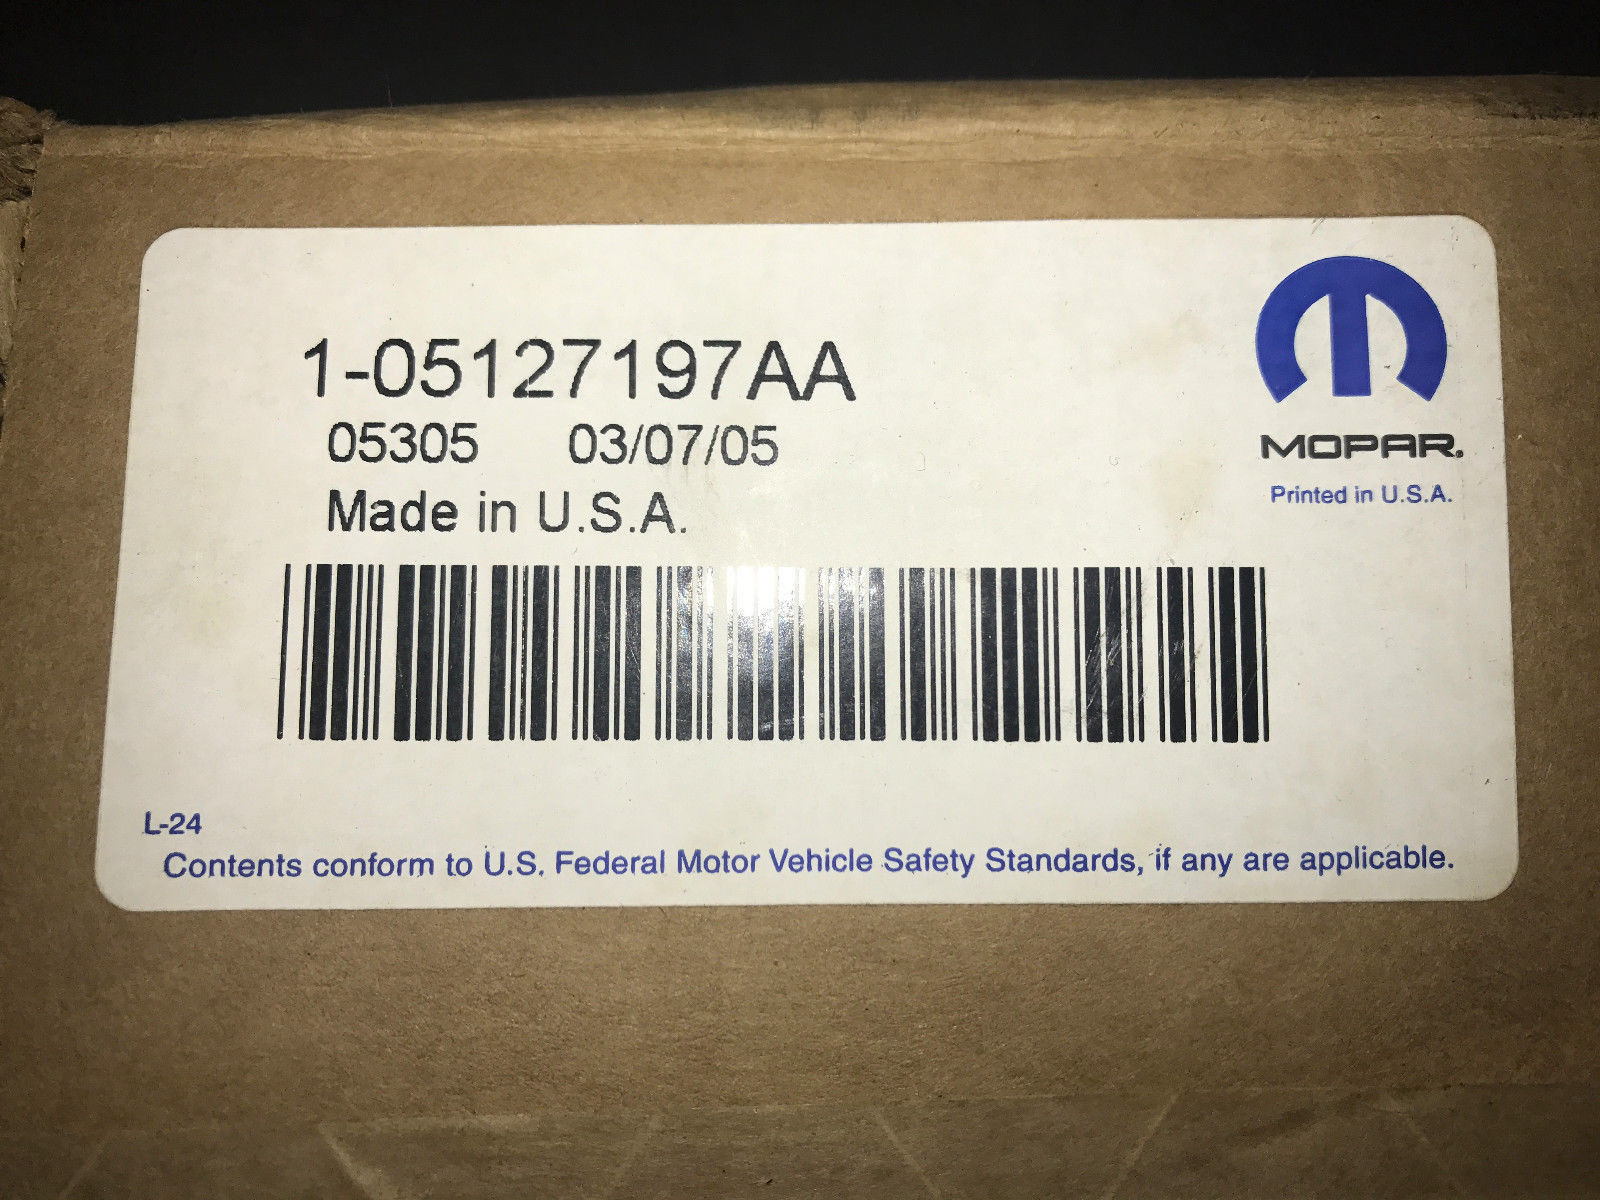 1-05127197AA
05305 03/07/05
Made in U.S.A.
MOPAR.
Printed in U.S.A.
L-24
Contents conform to U.S. Federal Motor Vehicle Safety Standards, if any are applicable.